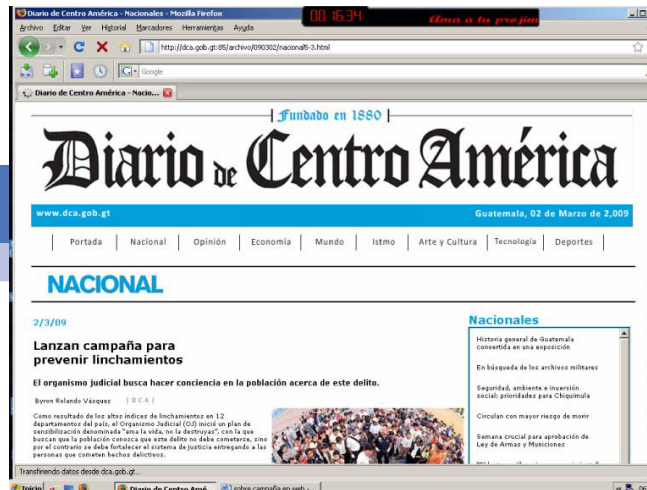 Diario de Centro América - Nacionales - Mozilla Firefox
00:16:34
Ama a tu projim
Archivo Editar Ver Historial Marcadores Herramientas Ayuda
http://dca.gob.gt:85/archivo/090302/nacional5-3.html
Google
Diario de Centro América - Nacio...
Fundado en 1880
Diario de Centro América
www.dca.gob.gt
Guatemala, 02 de Marzo de 2,009
Portada | Nacional | Opinión | Economía | Mundo | Istmo | Arte y Cultura | Tecnología | Deportes
NACIONAL
2/3/09
Lanzan campaña para
prevenir linchamientos
El organismo judicial busca hacer conciencia en la población acerca de este delito.
Byron Rolando Vázquez | D C A |
Como resultado de los altos índices de linchamientos en 12
departamentos del país, el Organismo Judicial (OJ) inició un plan de
sensibilización denominada "ama la vida, no la destruyas", con la que
buscan que la población conozca que este delito no debe cometerse, sino
por el contrario se debe fortalecer el sistema de justicia entregando a las
personas que cometen hechos delictivos.
Nacionales
Historia general de Guatemala
convertida en una exposición
En búsqueda de los archivos militares
Seguridad, ambiente e inversión
social: prioridades para Chiquimula
Circulan con mayor riesgo de morir
Semana crucial para aprobación de
Ley de Armas y Municiones
Transfiriendo datos desde dca.gob.gt...
Inicio
Diario de Centro Amé...
sobre campaña en web -